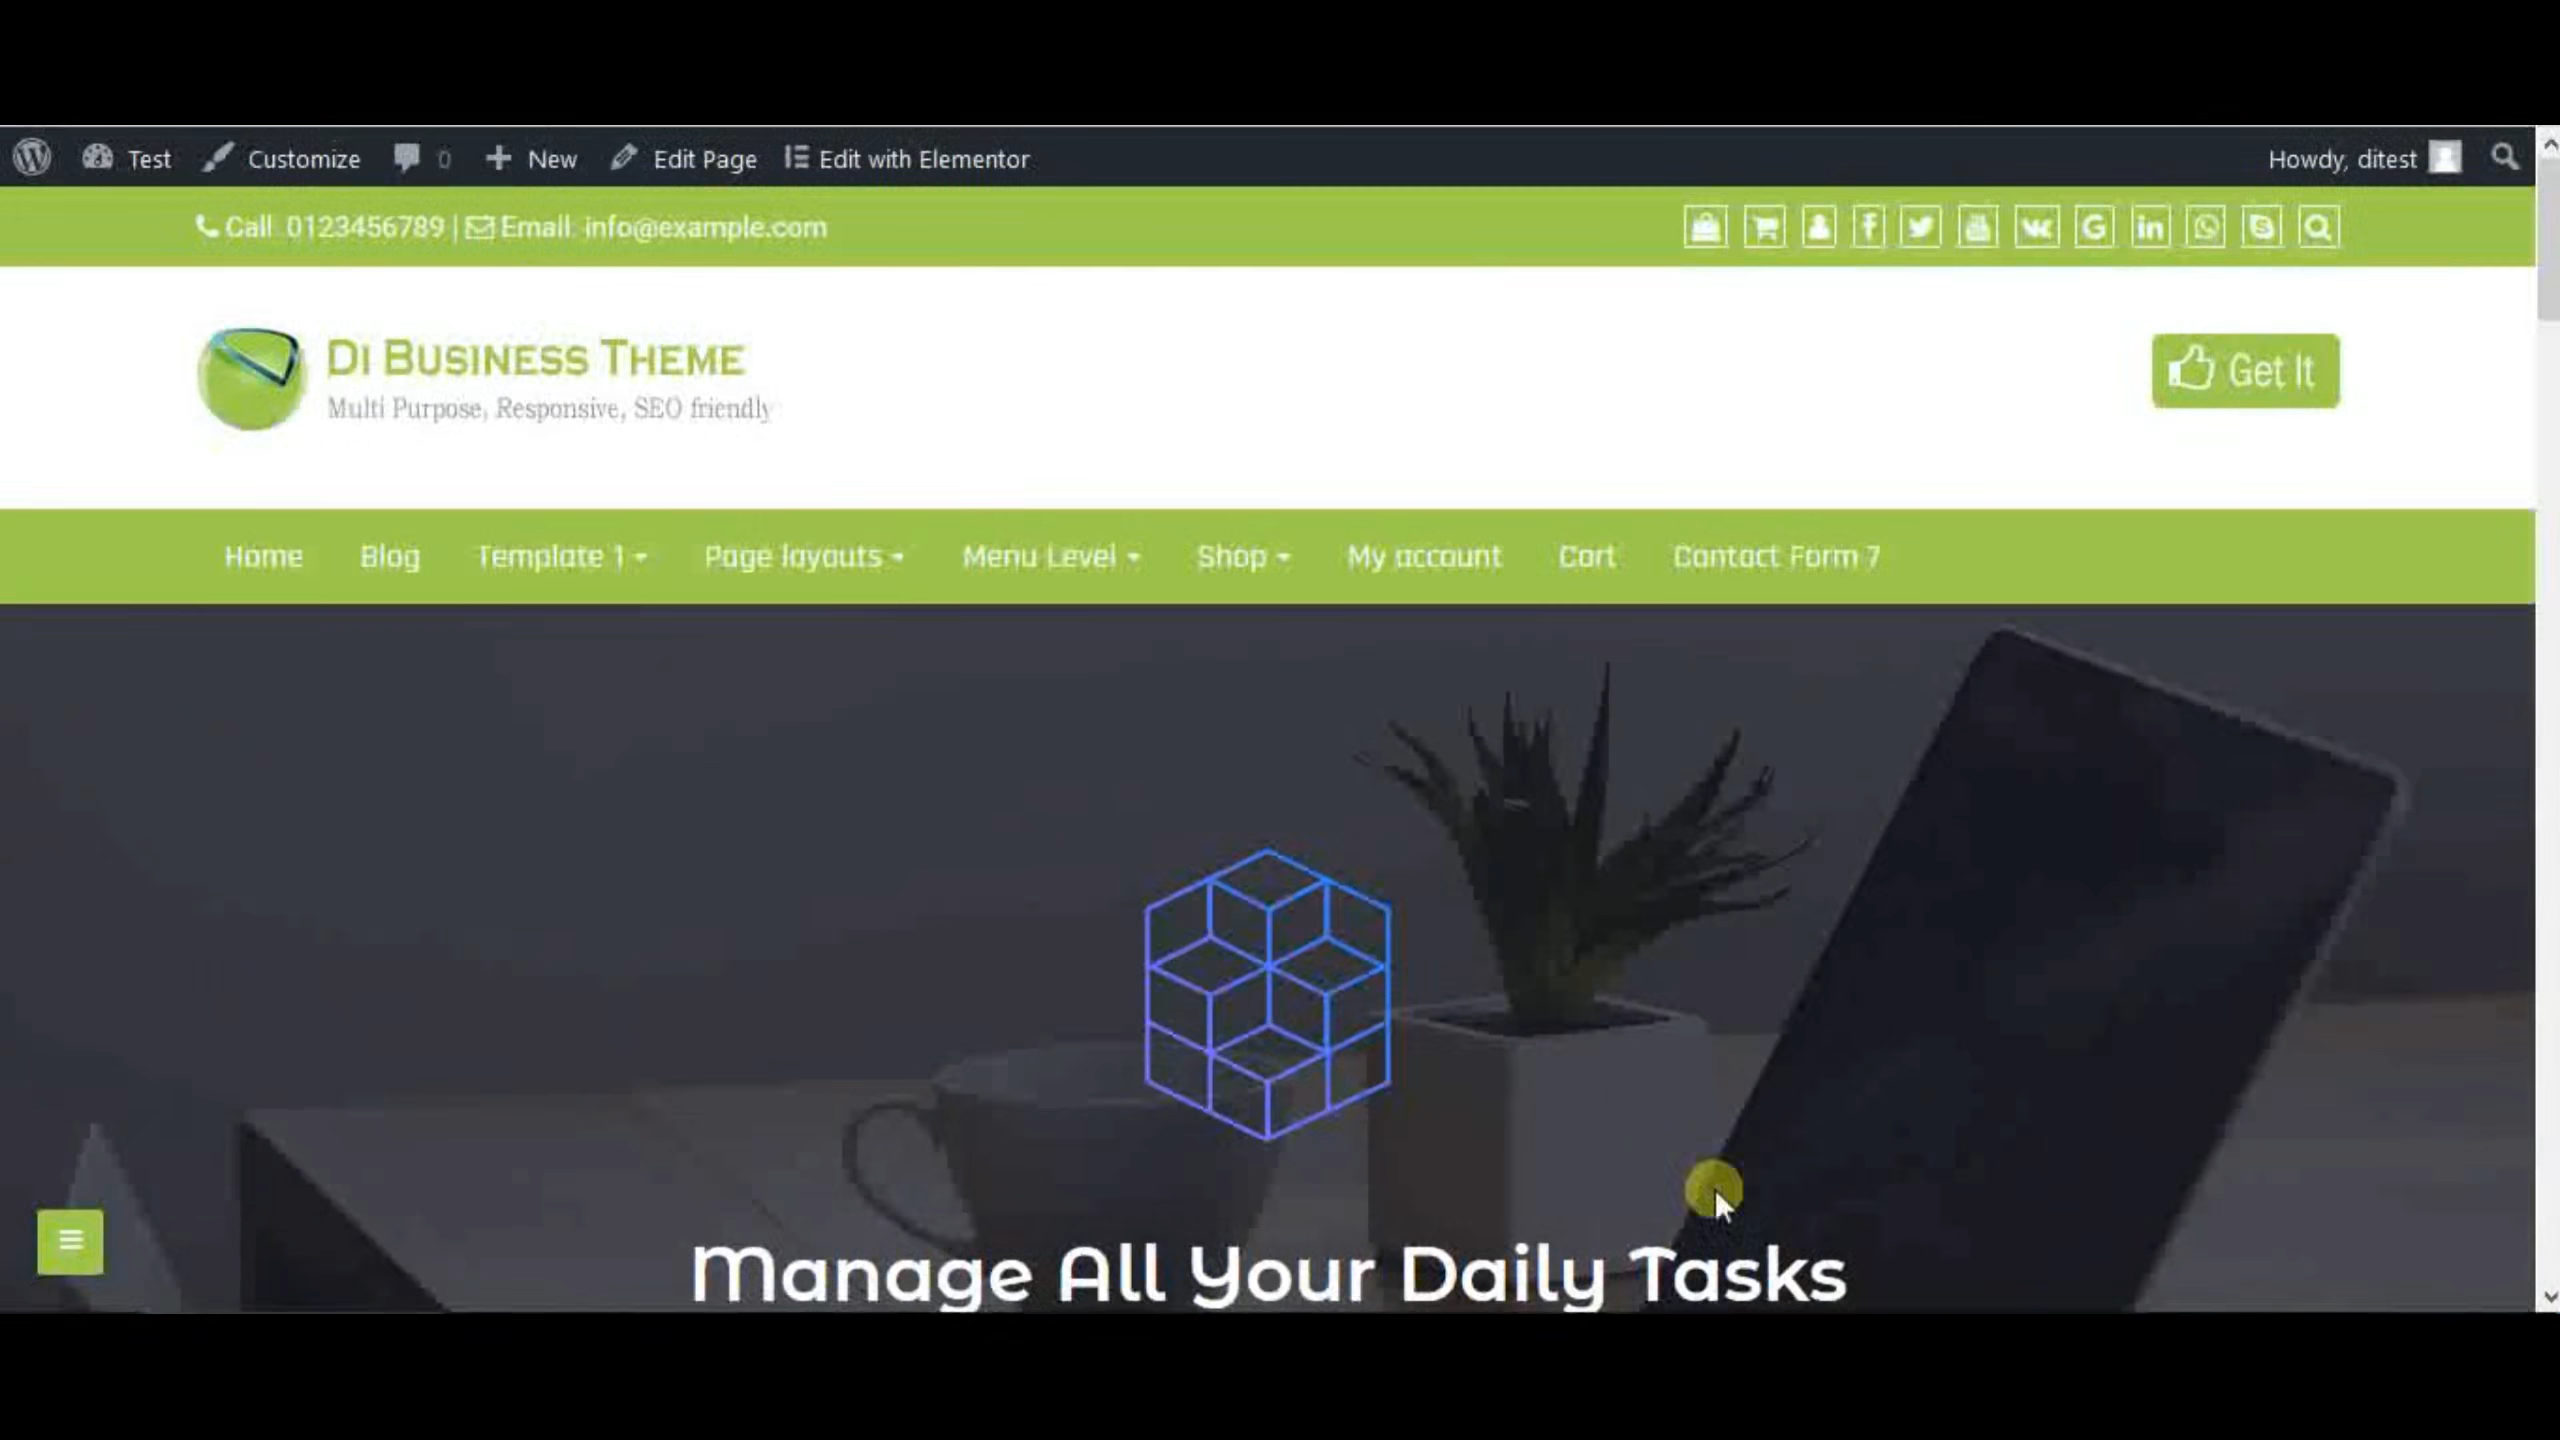 Test Customize 0 New Edit Page Edit with Elementor Howdy, ditest
Call 0123456789 | Email info@example.com
DI BUSINESS THEME
Multi Purpose, Responsive, SEO friendly
Get It
Home Blog Template 1 Page layouts Menu Level Shop My account Cart Contact Form 7
Manage All Your Daily Tasks